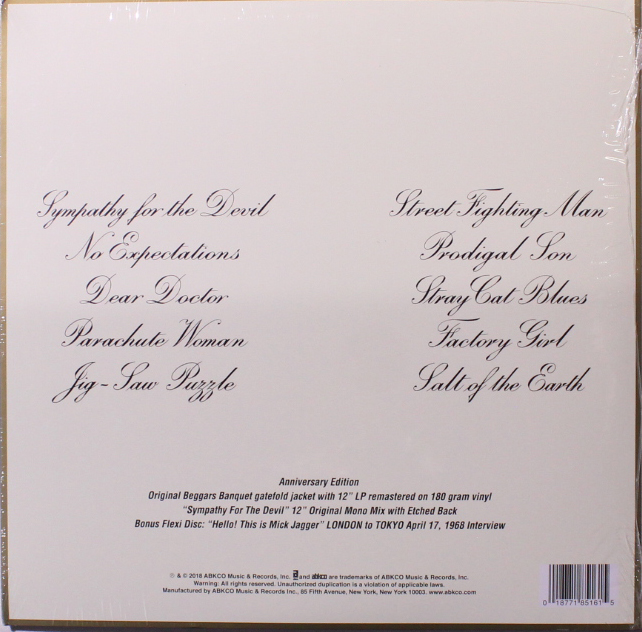 Sympathy for the Devil
No Expectations
Dear Doctor
Parachute Woman
Jig-Saw Puzzle
Street Fighting Man
Prodigal Son
Stray Cat Blues
Factory Girl
Salt of the Earth
Anniversary Edition
Original Beggars Banquet gatefold jacket with 12" LP remastered on 180 gram vinyl
"Sympathy For The Devil" 12" Original Mono Mix with Etched Back
Bonus Flexi Disc: "Hello! This is Mick Jagger" LONDON to TOKYO April 17, 1968 Interview
℗ & © 2018 ABKCO Music & Records, Inc. and abkco are trademarks of ABKCO Music & Records, Inc.
Warning: All rights reserved. Unauthorized duplication is a violation of applicable laws.
Manufactured by ABKCO Music & Records, Inc., 85 Fifth Avenue, New York, New York 10003. www.abkco.com
0 18771 85161 5